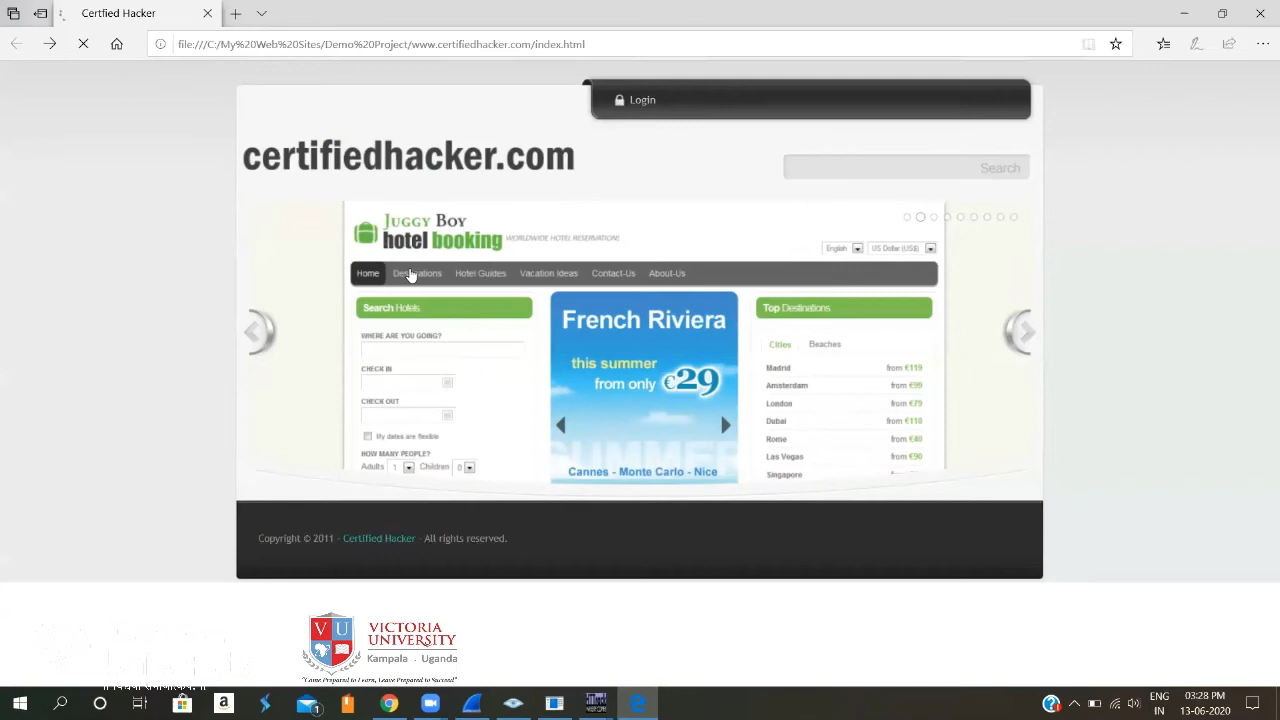 Certified Hacker
file:///C:/My%20Web%20Sites/Demo%20Project/www.certifiedhacker.com/index.html
Login
certifiedhacker.com
Search
JUGGY BOY
hotel booking WORLDWIDE HOTEL RESERVATION!
English US Dollar (US$)
Home Destinations Hotel Guides Vacation Ideas Contact-Us About-Us
Search Hotels
WHERE ARE YOU GOING?
CHECK IN
CHECK OUT
My dates are flexible
HOW MANY PEOPLE?
Adults 1 Children 0
French Riviera
this summer
from only €29
Cannes - Monte Carlo - Nice
Top Destinations
Cities Beaches
Madrid from €119
Amsterdam from €99
London from €79
Dubai from €110
Rome from €40
Las Vegas from €90
Singapore
Copyright © 2011 - Certified Hacker - All rights reserved.
VU
VICTORIA
UNIVERSITY
Kampala - Uganda
"Come Prepared to Learn, Leave Prepared to Succeed"
ENG 03:28 PM
IN 13-06-2020